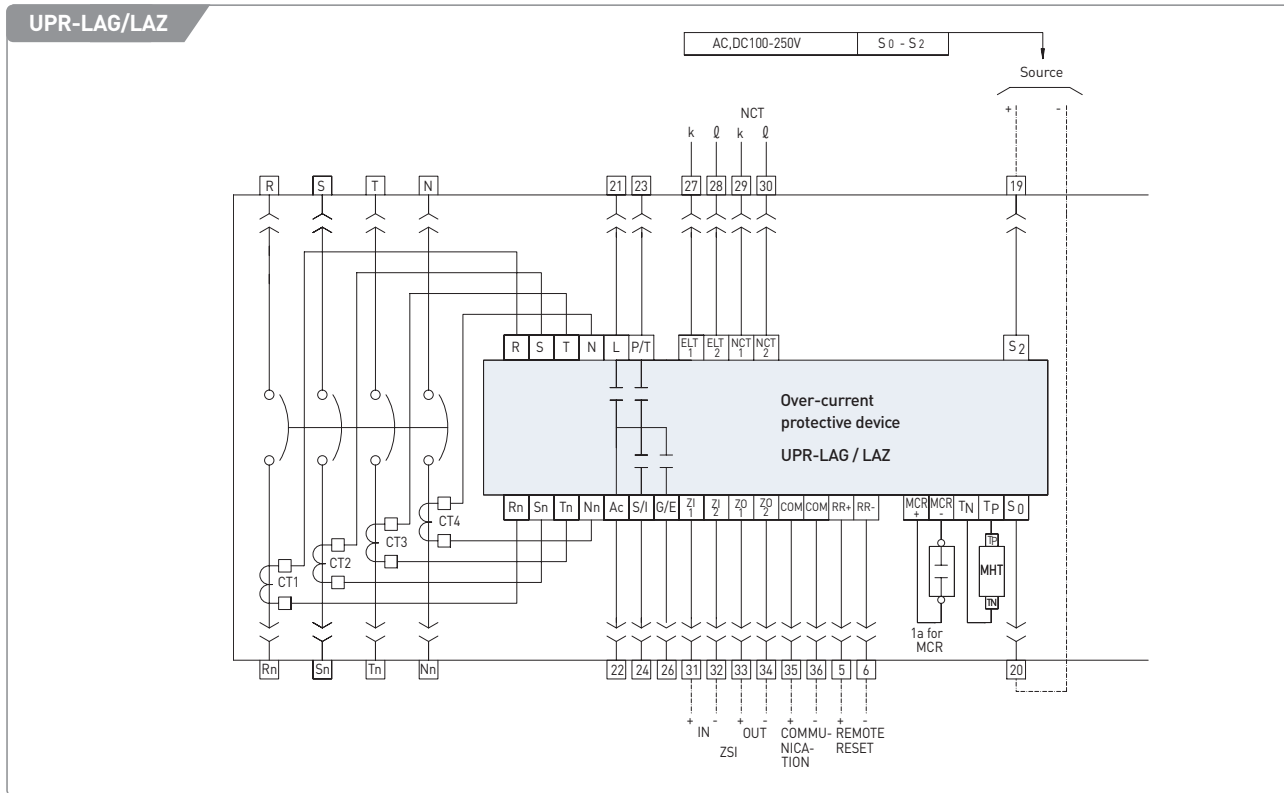 UPR-LAG/LAZ
AC,DC100-250V S0 - S2
Source
+ -
NCT
k ℓ k ℓ
R S T N 21 23 27 28 29 30 19
R S T N L P/T ELT 1 ELT 2 NCT 1 NCT 2 S2
Over-current
protective device
UPR-LAG / LAZ
Rn Sn Tn Nn Ac S/I G/E ZI 1 ZI 2 ZO 1 ZO 2 COM COM RR+ RR- MCR + MCR - TN TP S0
CT4
CT3
CT2
CT1
TP
MHT
TN
1a for
MCR
Rn Sn Tn Nn 22 24 26 31 32 33 34 35 36 5 6 20
+ - + - + - + -
IN OUT COMMU- REMOTE
ZSI NICA- RESET
TION